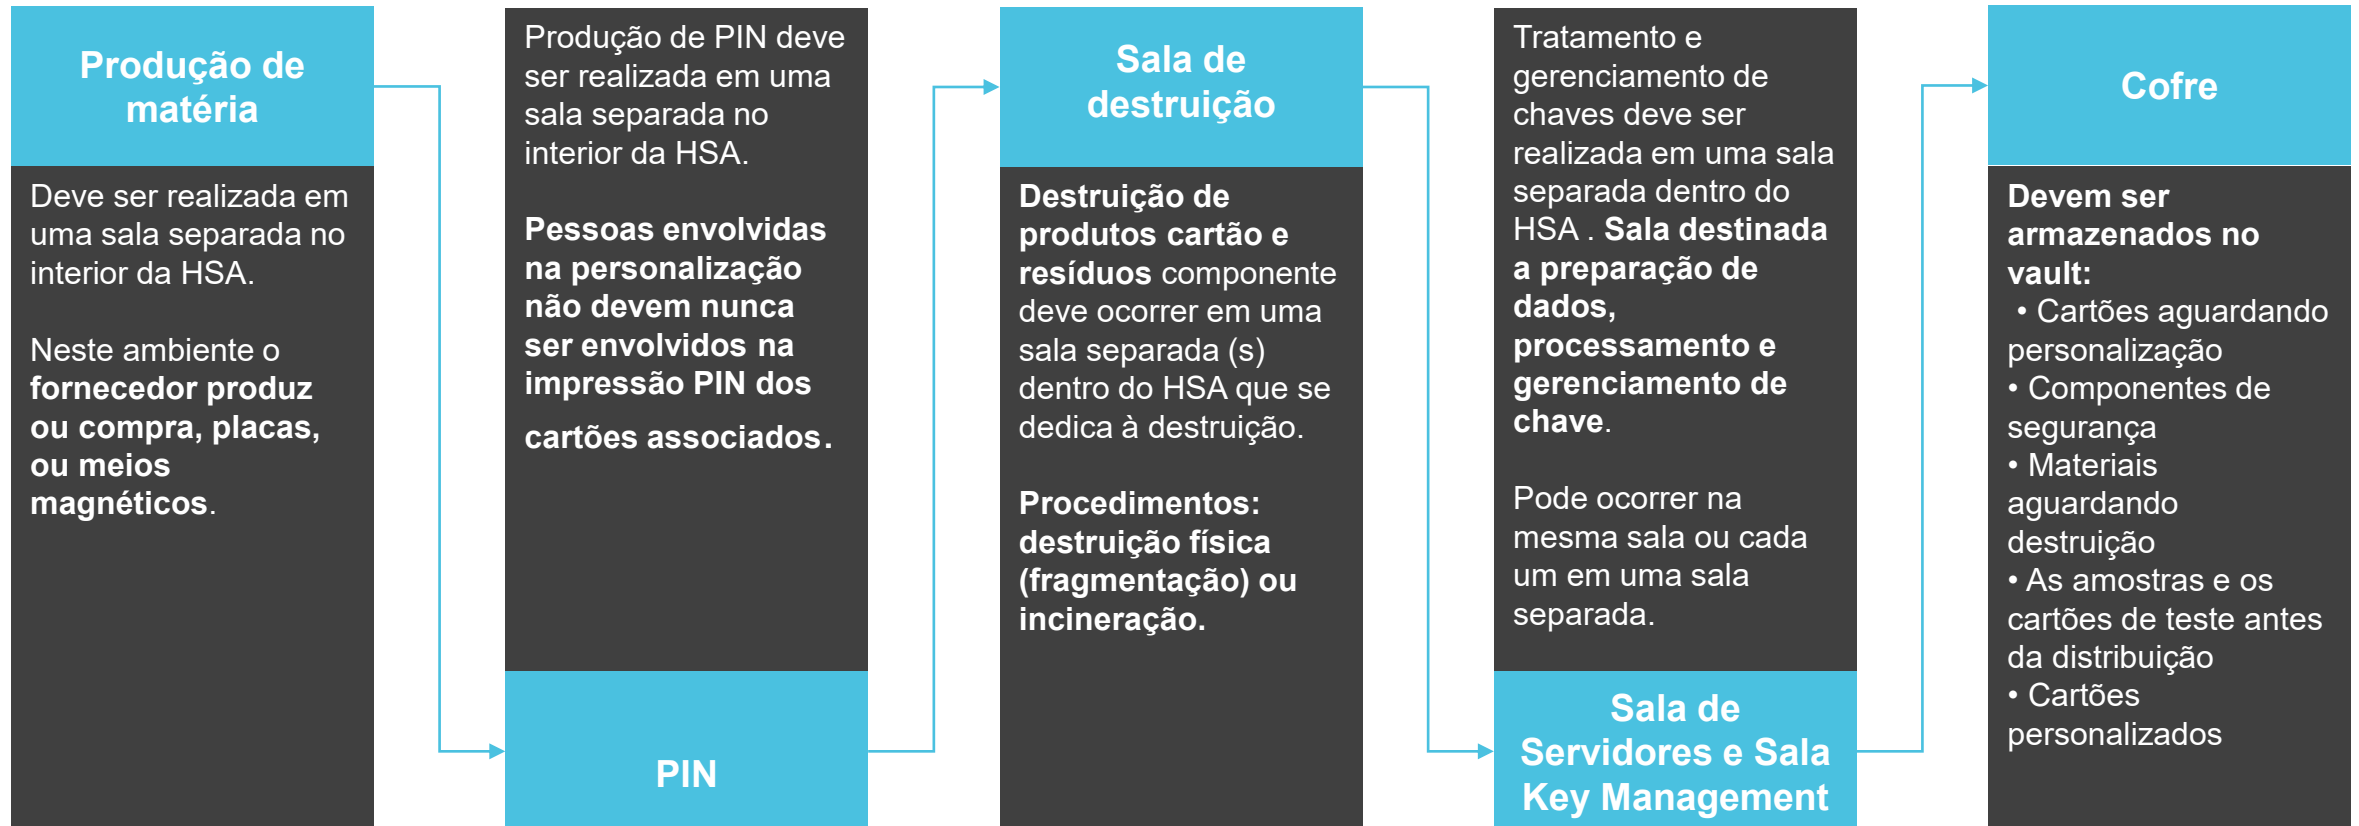 Produção de
matéria
Deve ser realizada em
uma sala separada no
interior da HSA.
Neste ambiente o
fornecedor produz
ou compra, placas,
ou meios
magnéticos.
Produção de PIN deve
ser realizada em uma
sala separada no
interior da HSA.
Pessoas envolvidas
na personalização
não devem nunca
ser envolvidos na
impressão PIN dos
cartões associados.
PIN
Sala de
destruição
Destruição de
produtos cartão e
resíduos componente
deve ocorrer em uma
sala separada (s)
dentro do HSA que se
dedica à destruição.
Procedimentos:
destruição física
(fragmentação) ou
incineração.
Tratamento e
gerenciamento de
chaves deve ser
realizada em uma sala
separada dentro do
HSA . Sala destinada
a preparação de
dados,
processamento e
gerenciamento de
chave.
Pode ocorrer na
mesma sala ou cada
um em uma sala
separada.
Sala de
Servidores e Sala
Key Management
Cofre
Devem ser
armazenados no
vault:
• Cartões aguardando
personalização
• Componentes de
segurança
• Materiais
aguardando
destruição
• As amostras e os
cartões de teste antes
da distribuição
• Cartões
personalizados